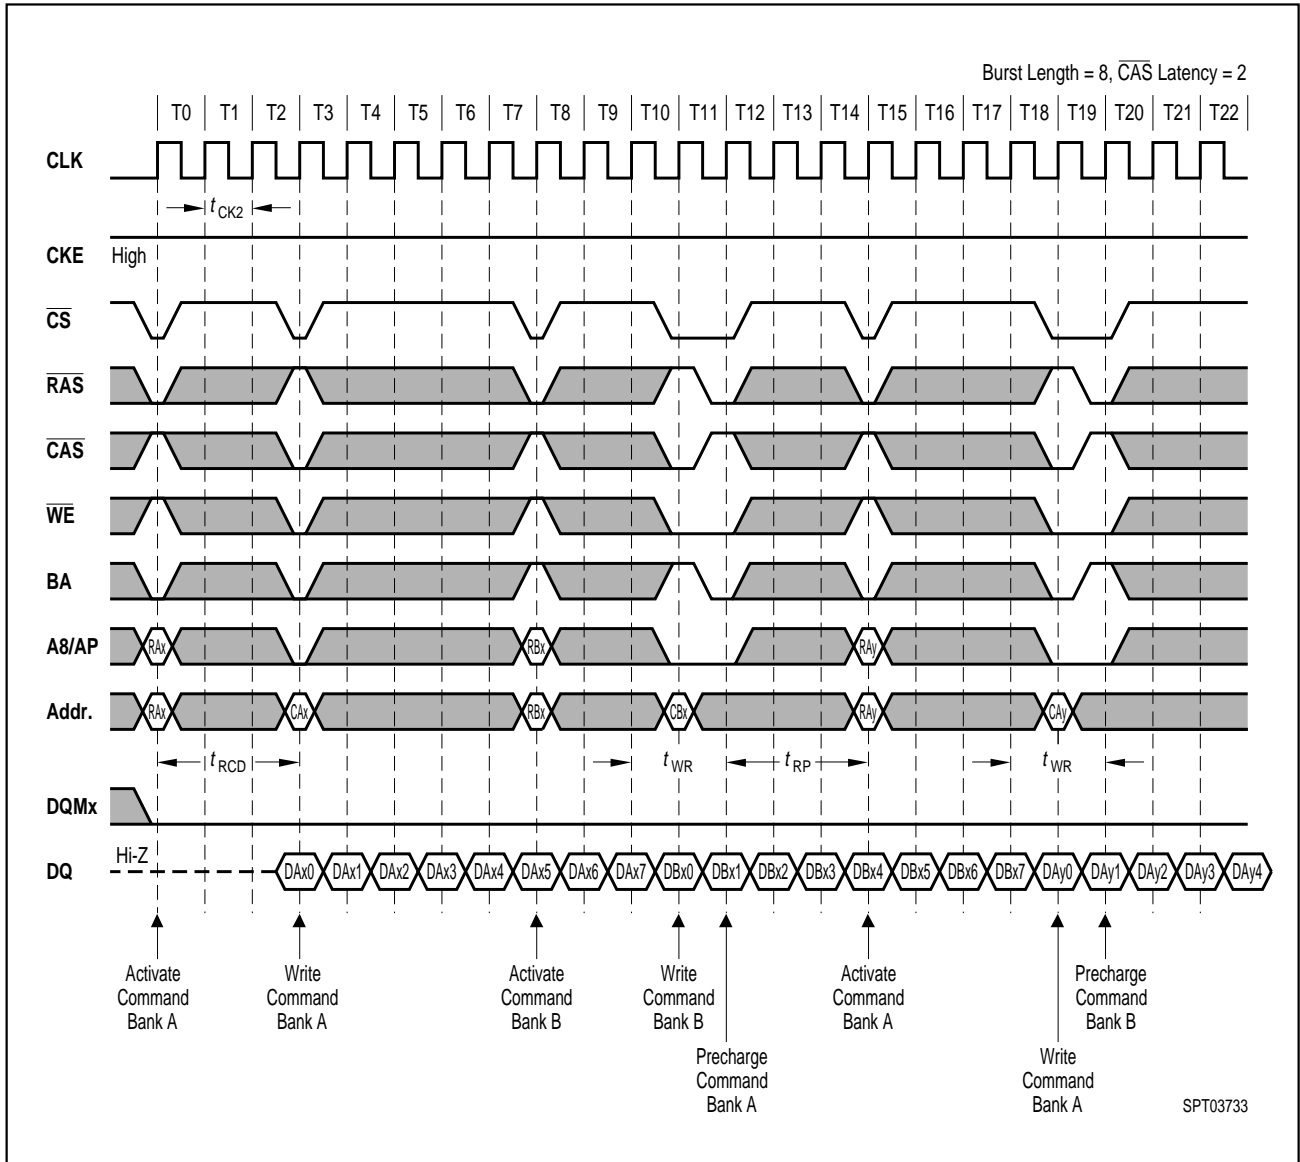 Burst Length = 8, CAS Latency = 2
T0 T1 T2 T3 T4 T5 T6 T7 T8 T9 T10 T11 T12 T13 T14 T15 T16 T17 T18 T19 T20 T21 T22
CLK
tCK2
CKE High
CS
RAS
CAS
WE
BA
A8/AP RAx RBx RAy
Addr. RAx CAx RBx CBx RAy CAy
tRCD tWR tRP tWR
DQMx
Hi-Z
DQ DAx0 DAx1 DAx2 DAx3 DAx4 DAx5 DAx6 DAx7 DBx0 DBx1 DBx2 DBx3 DBx4 DBx5 DBx6 DBx7 DAy0 DAy1 DAy2 DAy3 DAy4
Activate
Command
Bank A
Write
Command
Bank A
Activate
Command
Bank B
Write
Command
Bank B
Precharge
Command
Bank A
Activate
Command
Bank A
Write
Command
Bank A
Precharge
Command
Bank B
SPT03733